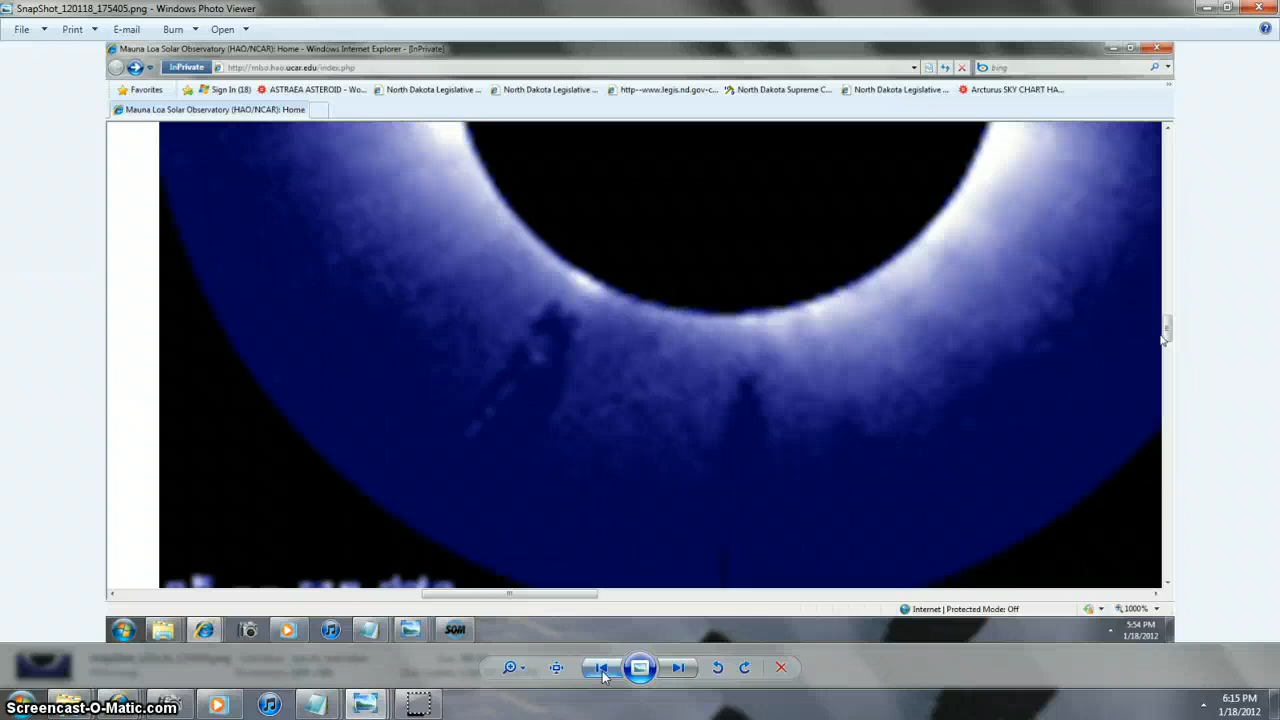 SnapShot_120118_175405.png - Windows Photo Viewer
File Print E-mail Burn Open
Mauna Loa Solar Observatory (HAO/NCAR): Home - Windows Internet Explorer - [InPrivate]
InPrivate http://mlso.hao.ucar.edu/index.php bing
Favorites Sign In (18) ASTRAEA ASTEROID - Wo... North Dakota Legislative ... North Dakota Legislative ... http--www.legis.nd.gov-c... North Dakota Supreme C... North Dakota Legislative ... Arcturus SKY CHART HA...
Mauna Loa Solar Observatory (HAO/NCAR): Home
Internet | Protected Mode: Off 1000%
SOM
5:54 PM
1/18/2012
Screencast-O-Matic.com
6:15 PM
1/18/2012